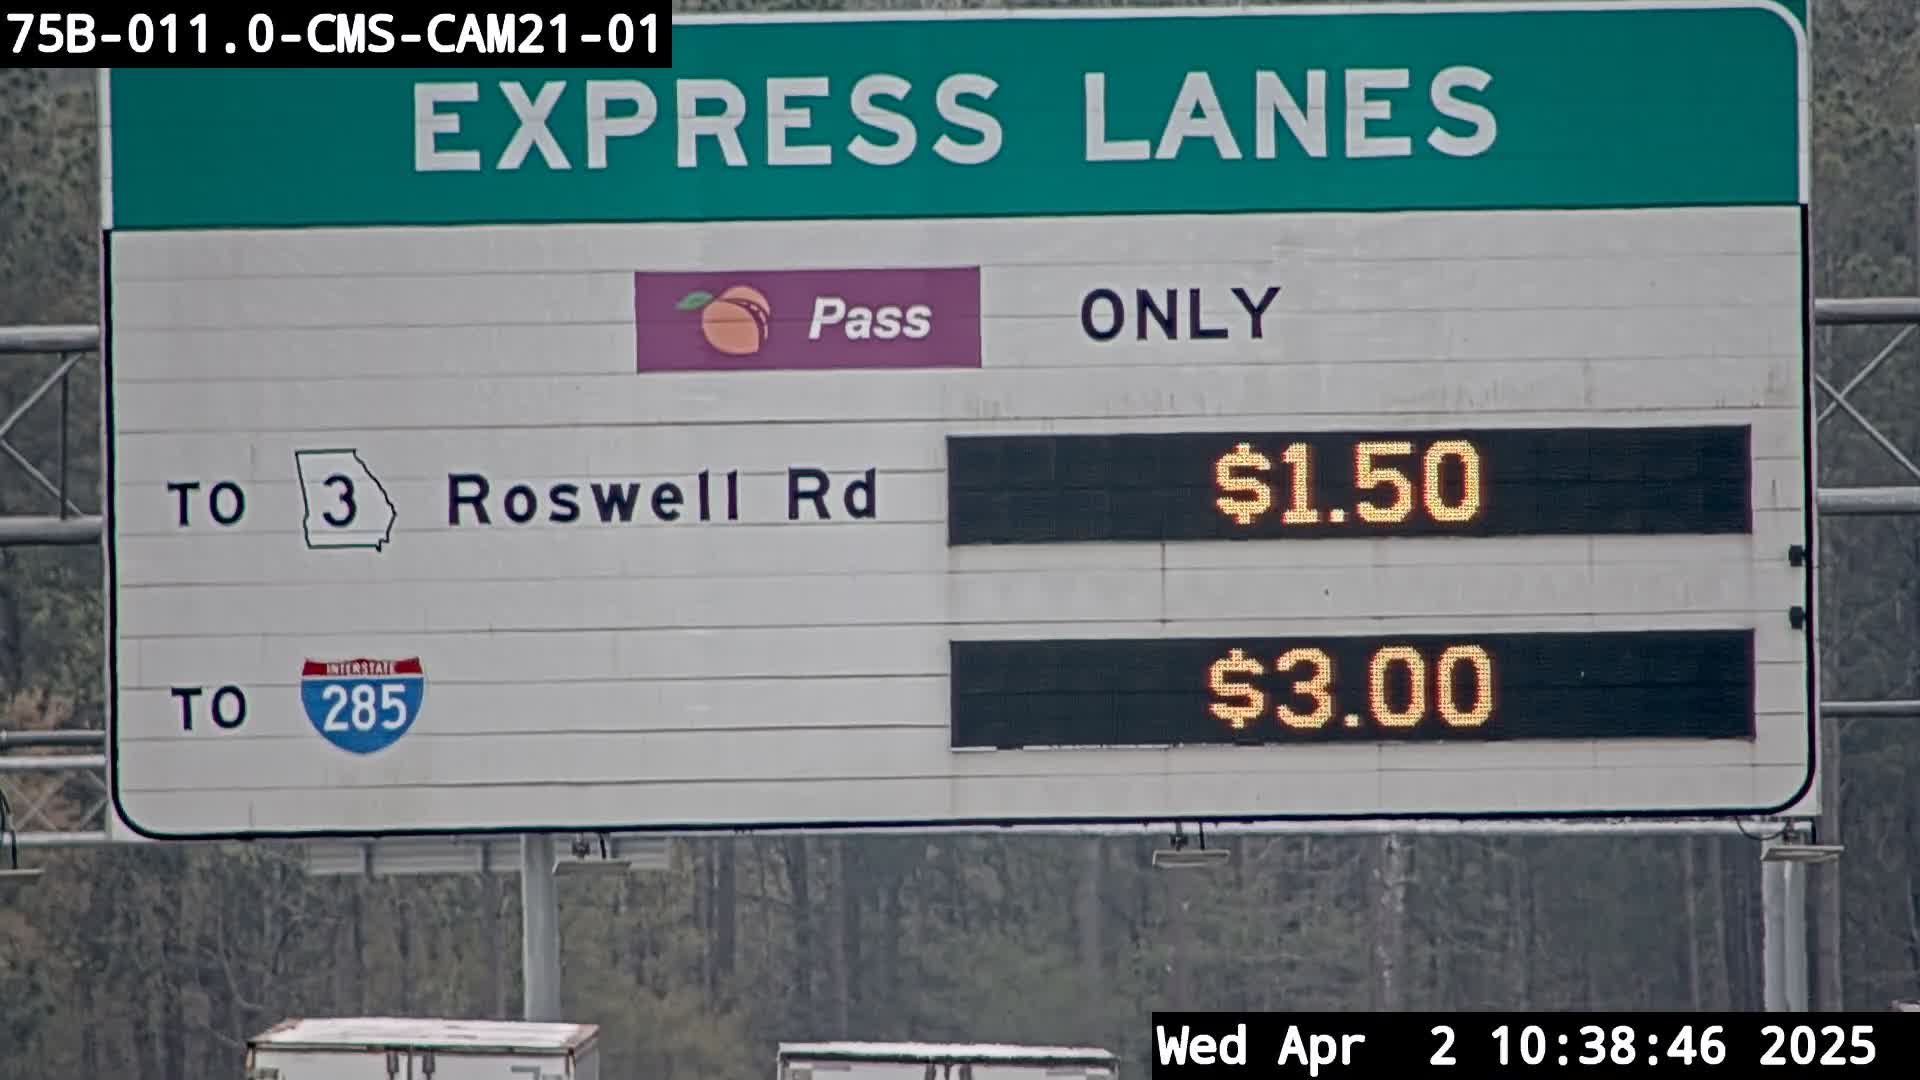 75B-011.0-CMS-CAM21-01
EXPRESS LANES
Pass ONLY
TO 3 Roswell Rd $1.50
TO INTERSTATE 285 $3.00
Wed Apr 2 10:38:46 2025